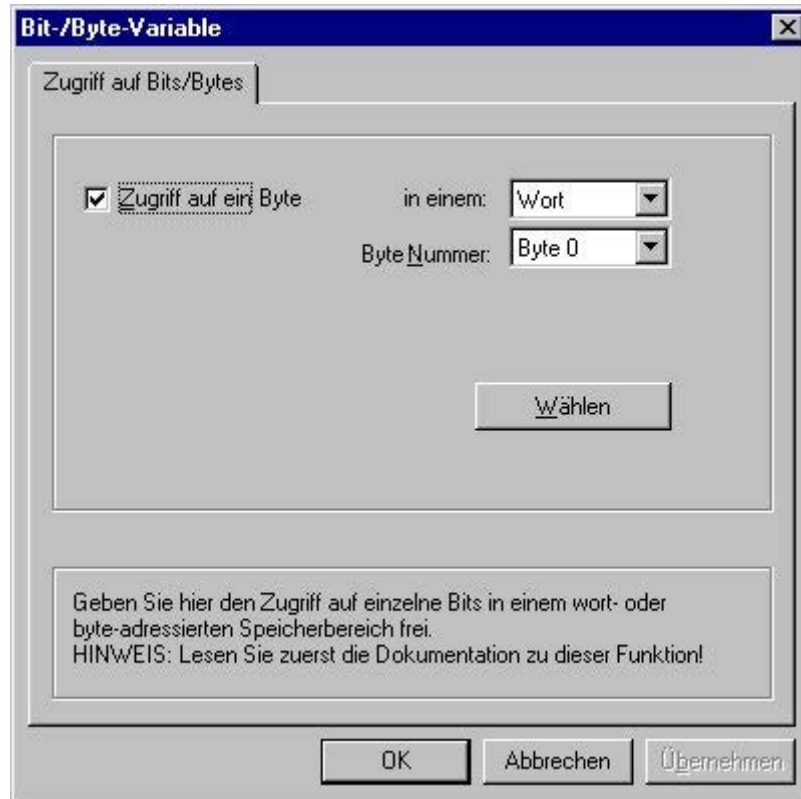 Bit-/Byte-Variable
Zugriff auf Bits/Bytes
Zugriff auf ein Byte in einem: Wort
Byte Nummer: Byte 0
Wählen
Geben Sie hier den Zugriff auf einzelne Bits in einem wort- oder
byte-adressierten Speicherbereich frei.
HINWEIS: Lesen Sie zuerst die Dokumentation zu dieser Funktion!
OK Abbrechen Übernehmen